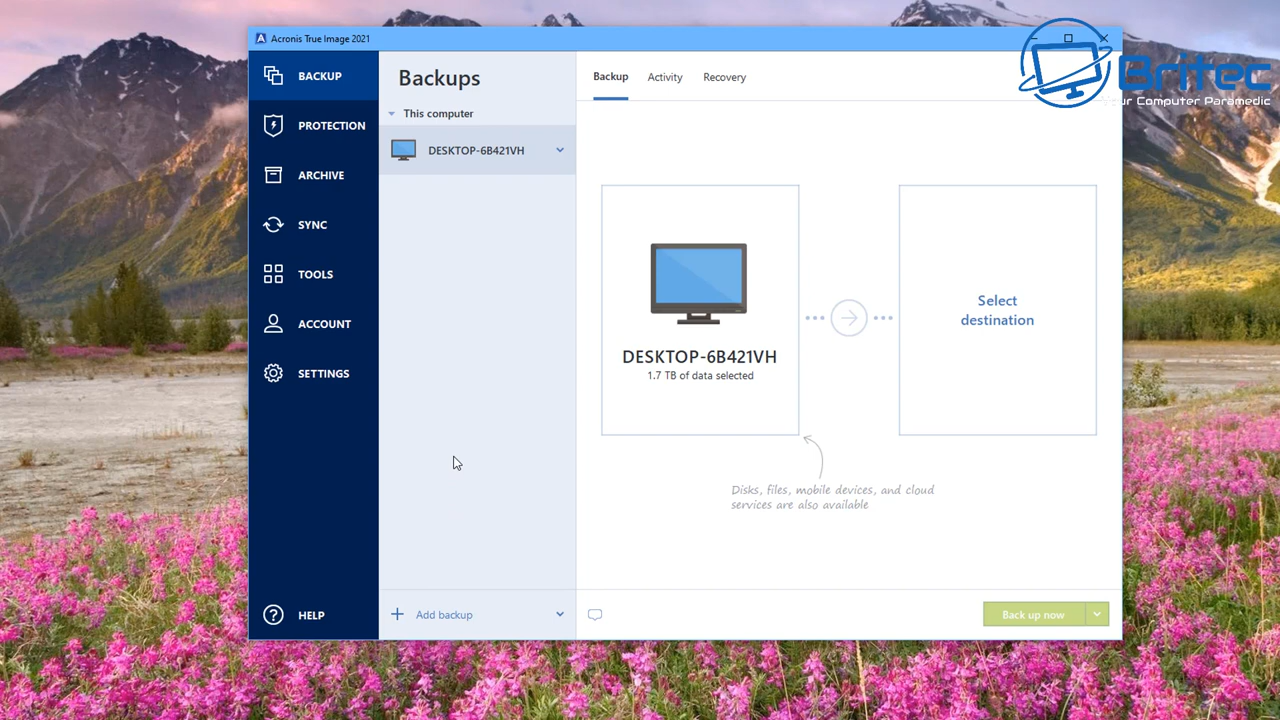 Acronis True Image 2021
Britec
Your Computer Paramedic
BACKUP
PROTECTION
ARCHIVE
SYNC
TOOLS
ACCOUNT
SETTINGS
HELP
Backups
This computer
DESKTOP-6B421VH
Add backup
Backup
Activity
Recovery
DESKTOP-6B421VH
1.7 TB of data selected
Select
destination
Disks, files, mobile devices, and cloud
services are also available
Back up now